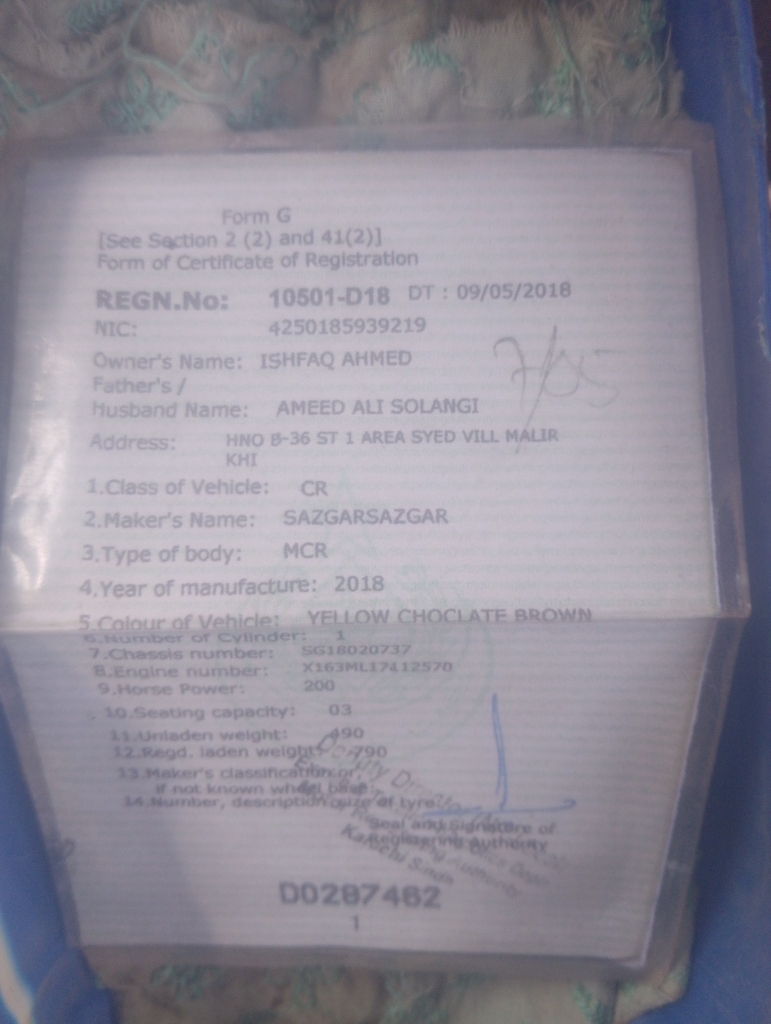 Form G
[See Section 2 (2) and 41(2)]
Form of Certificate of Registration
REGN.No: 10501-D18 DT : 09/05/2018
NIC: 4250185939219
Owner's Name: ISHFAQ AHMED
Father's /
Husband Name: AMEED ALI SOLANGI
Address: HNO B-36 ST 1 AREA SYED VILL MALIR
KHI
1.Class of Vehicle: CR
2.Maker's Name: SAZGARSAZGAR
3.Type of body: MCR
4.Year of manufacture: 2018
5.Colour of Vehicle: YELLOW CHOCLATE BROWN
6.Number of Cylinder: 1
7.Chassis number: SG18020737
8.Engine number: X163ML17412570
9.Horse Power: 200
10.Seating capacity: 03
11.Unladen weight: 490
12.Regd. laden weight: 790
13.Maker's classification or,
if not known wheel base:
14.Number, description size of tyre
Seal and Signature of
Registering Authority
Deputy Director
Karachi Sindh
D0287462
1